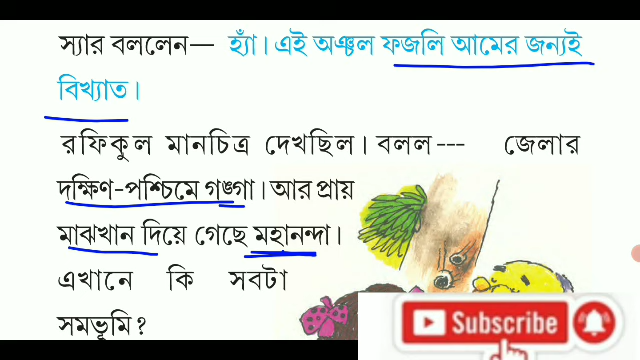 স্যার বললেন— হ্যাঁ। এই অঞ্চল ফজলি আমের জন্যই
বিখ্যাত।
রফিকুল মানচিত্র দেখছিল। বলল --- জেলার
দক্ষিণ-পশ্চিমে গঙ্গা। আর প্রায়
মাঝখান দিয়ে গেছে মহানন্দা।
এখানে কি সবটা
সমভূমি?
Subscribe